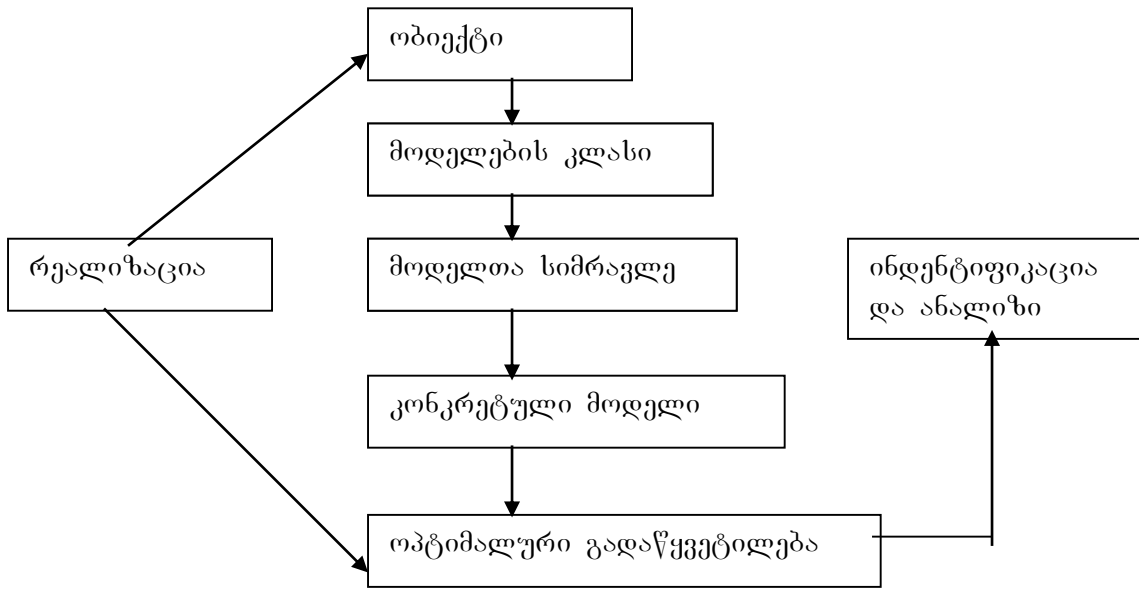 ობიექტი
მოდელების კლასი
რეალიზაცია
მოდელთა სიმრავლე
ინდენტიფიკაცია
და ანალიზი
კონკრეტული მოდელი
ოპტიმალური გადაწყვეტილება